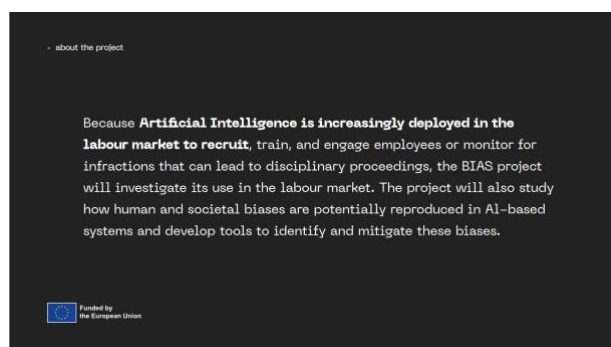 • about the project
Because Artificial Intelligence is increasingly deployed in the
labour market to recruit, train, and engage employees or monitor for
infractions that can lead to disciplinary proceedings, the BIAS project
will investigate its use in the labour market. The project will also study
how human and societal biases are potentially reproduced in AI-based
systems and develop tools to identify and mitigate these biases.
Funded by
the European Union